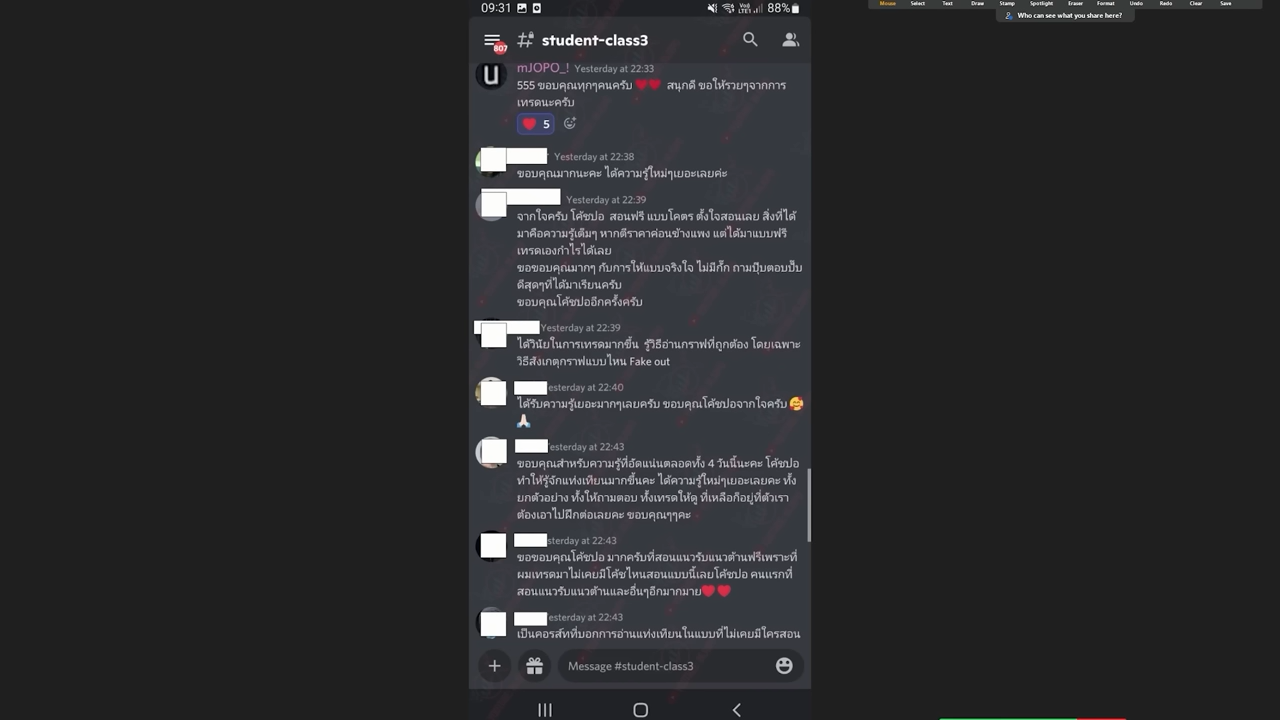 Mouse Select Text Draw Stamp Spotlight Eraser Format Undo Redo Clear Save
Who can see what you share here?
09:31 88%
807
# student-class3
mJOPO_! Yesterday at 22:33
555 ขอบคุณทุกๆคนครับ ❤️❤️ สนุกดี ขอให้รวยๆจากการ
เทรดนะครับ
❤️ 5
Yesterday at 22:38
ขอบคุณมากนะคะ ได้ความรู้ใหม่ๆเยอะเลยค่ะ
Yesterday at 22:39
จากใจครับ โค้ชปอ สอนฟรี แบบโคตร ตั้งใจสอนเลย สิ่งที่ได้
มาคือความรู้เต็มๆ หากตีราคาค่อนข้างแพง แต่ได้มาแบบฟรี
เทรดเองกำไรได้เลย
ขอขอบคุณมากๆ กับการให้แบบจริงใจ ไม่มีกั๊ก ถามปุ๊บตอบปั๊บ
ดีสุดๆที่ได้มาเรียนครับ
ขอบคุณโค้ชปออีกครั้งครับ
Yesterday at 22:39
ได้วินัยในการเทรดมากขึ้น รู้วิธีอ่านกราฟที่ถูกต้อง โดยเฉพาะ
วิธีสังเกตุกราฟแบบไหน Fake out
esterday at 22:40
ได้รับความรู้เยอะมากๆเลยครับ ขอบคุณโค้ชปอจากใจครับ 🥰
🙏🏻
esterday at 22:43
ขอบคุณสำหรับความรู้ที่อัดแน่นตลอดทั้ง 4 วันนี้นะคะ โค้ชปอ
ทำให้รู้จักแท่งเทียนมากขึ้นคะ ได้ความรู้ใหม่ๆเยอะเลยคะ ทั้ง
ยกตัวอย่าง ทั้งให้ถามตอบ ทั้งเทรดให้ดู ที่เหลือก็อยู่ที่ตัวเรา
ต้องเอาไปฝึกต่อเลยคะ ขอบคุณๆๆคะ
sterday at 22:43
ขอขอบคุณโค้ชปอ มากครับที่สอนแนวรับแนวต้านฟรีเพราะที่
ผมเทรดมาไม่เคยมีโค้ชไหนสอนแบบนี้เลยโค้ชปอ คนแรกที่
สอนแนวรับแนวต้านและอื่นๆอีกมากมาย❤️❤️
esterday at 22:43
เป็นคอรส์ทที่บอกการอ่านแท่งเทียนในแบบที่ไม่เคยมีใครสอน
Message #student-class3